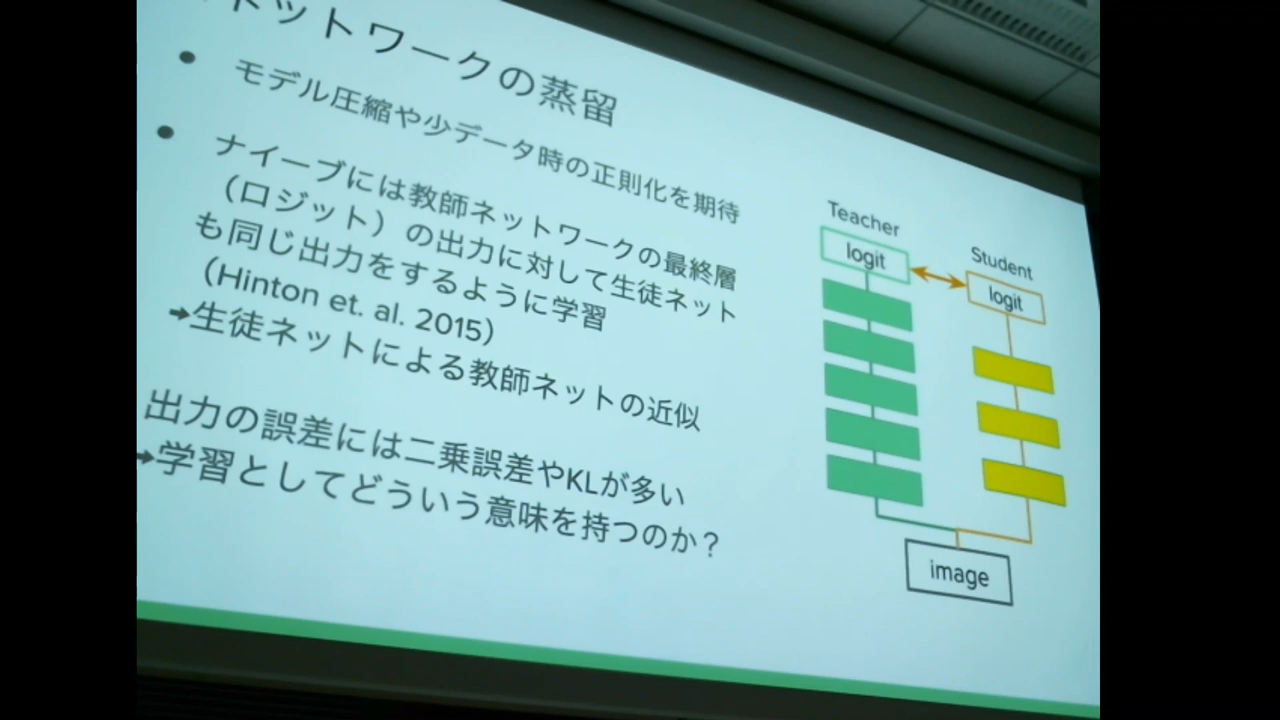 ットワークの蒸留
• モデル圧縮や少データ時の正則化を期待
• ナイーブには教師ネットワークの最終層
（ロジット）の出力に対して生徒ネット
も同じ出力をするように学習
（Hinton et. al. 2015）
➡生徒ネットによる教師ネットの近似
出力の誤差には二乗誤差やKLが多い
➡学習としてどういう意味を持つのか？
Teacher
logit
Student
logit
image